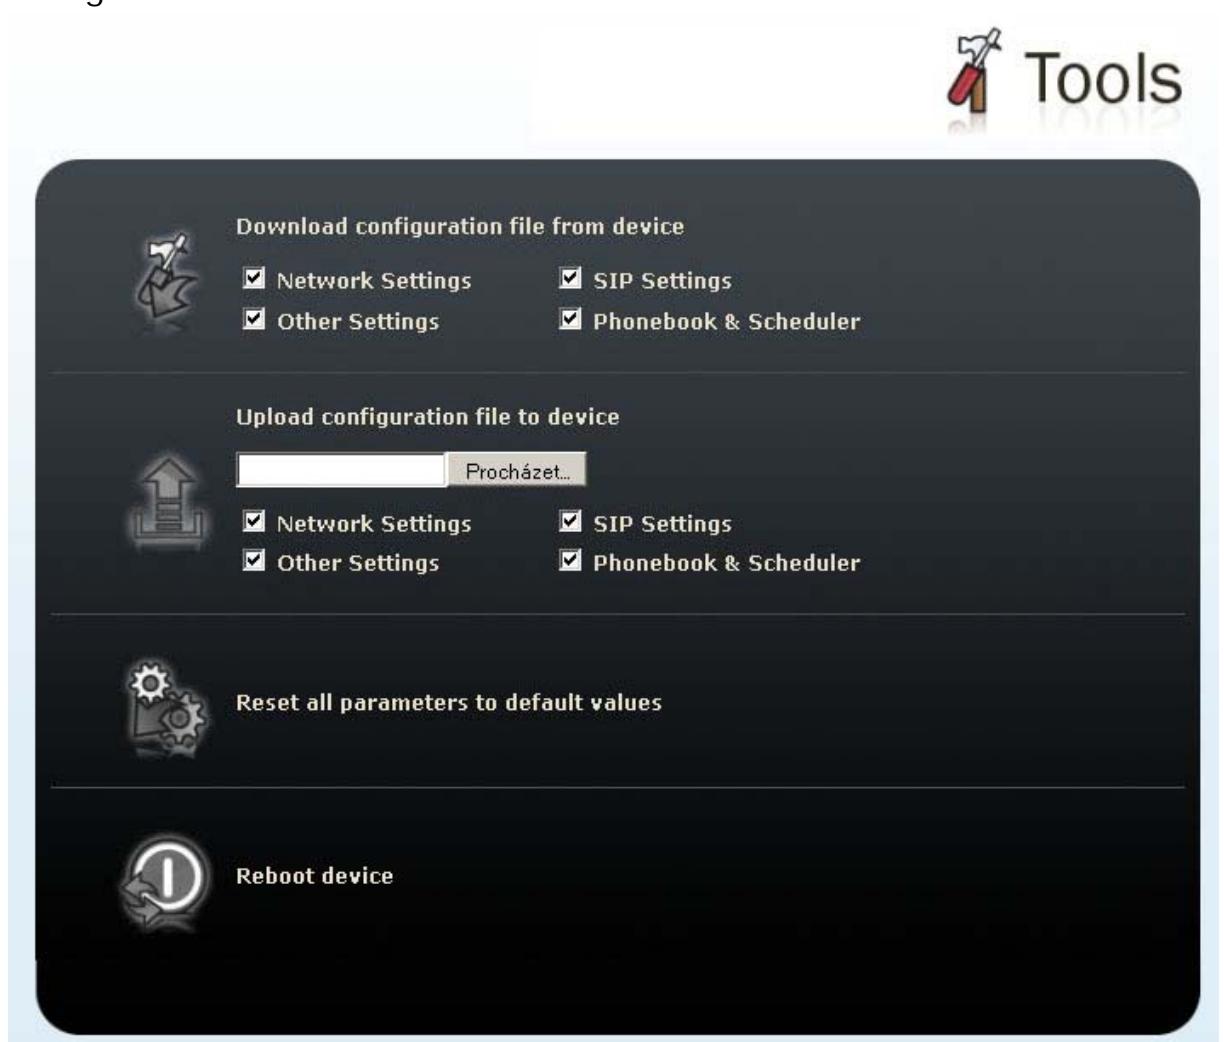 Tools
Download configuration file from device
Network Settings SIP Settings
Other Settings Phonebook & Scheduler
Upload configuration file to device
Procházet...
Network Settings SIP Settings
Other Settings Phonebook & Scheduler
Reset all parameters to default values
Reboot device